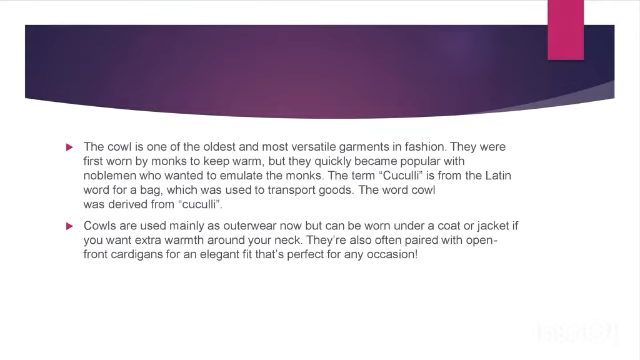 The cowl is one of the oldest and most versatile garments in fashion. They were
first worn by monks to keep warm, but they quickly became popular with
noblemen who wanted to emulate the monks. The term “Cuculli” is from the Latin
word for a bag, which was used to transport goods. The word cowl
was derived from “cuculli”.
Cowls are used mainly as outerwear now but can be worn under a coat or jacket if
you want extra warmth around your neck. They’re also often paired with open-
front cardigans for an elegant fit that’s perfect for any occasion!